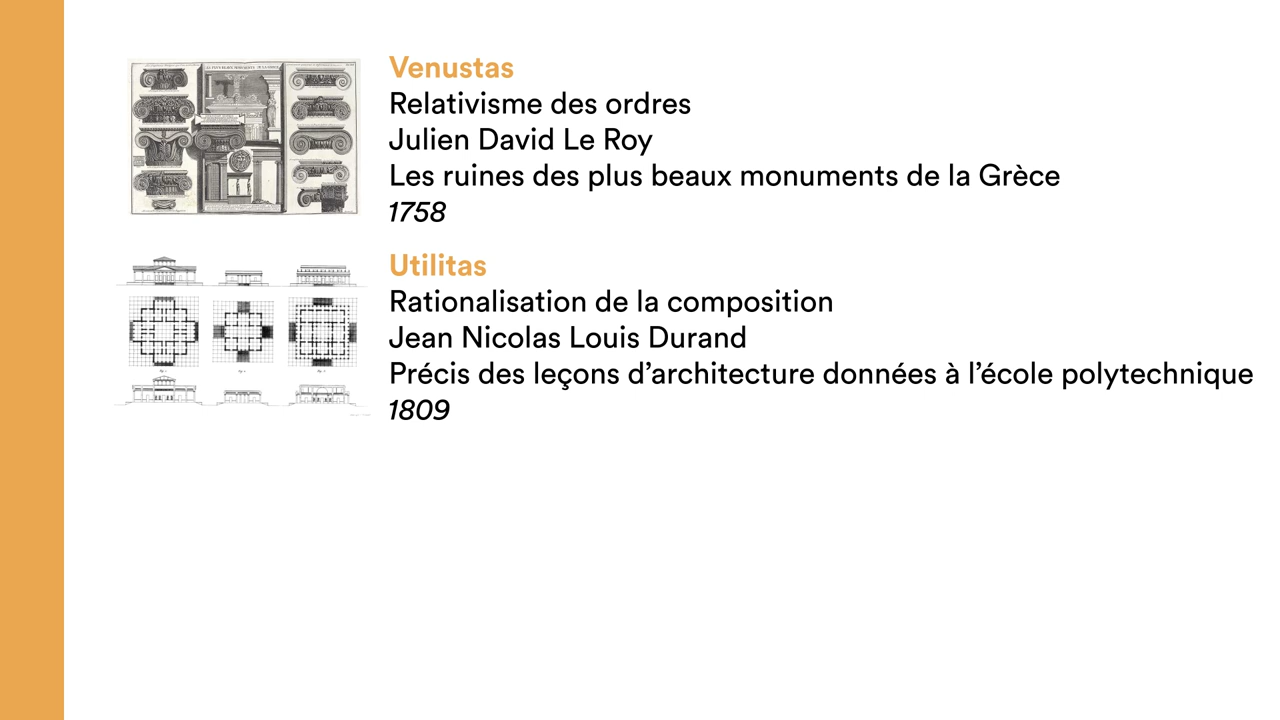 Venustas
Relativisme des ordres
Julien David Le Roy
Les ruines des plus beaux monuments de la Grèce
1758
Utilitas
Rationalisation de la composition
Jean Nicolas Louis Durand
Précis des leçons d’architecture données à l’école polytechnique
1809